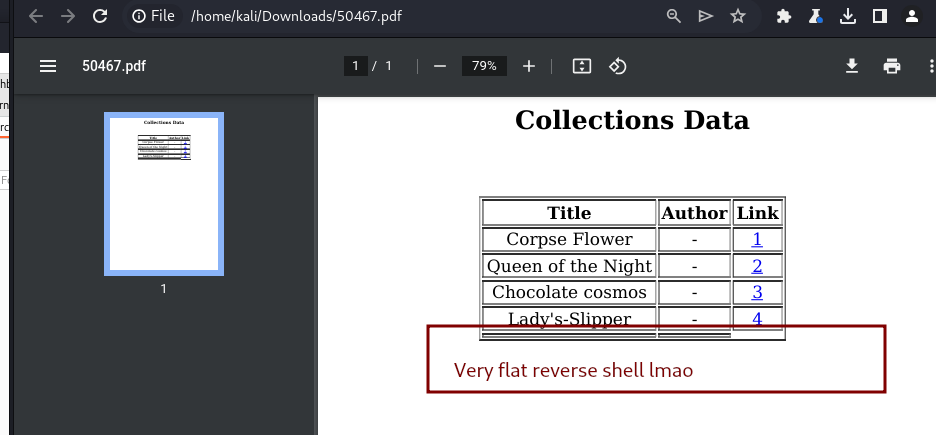 File /home/kali/Downloads/50467.pdf
50467.pdf
1 / 1
79%
Collections Data
1
Title Author Link
Corpse Flower - 1
Queen of the Night - 2
Chocolate cosmos - 3
Lady's-Slipper - 4
Very flat reverse shell lmao